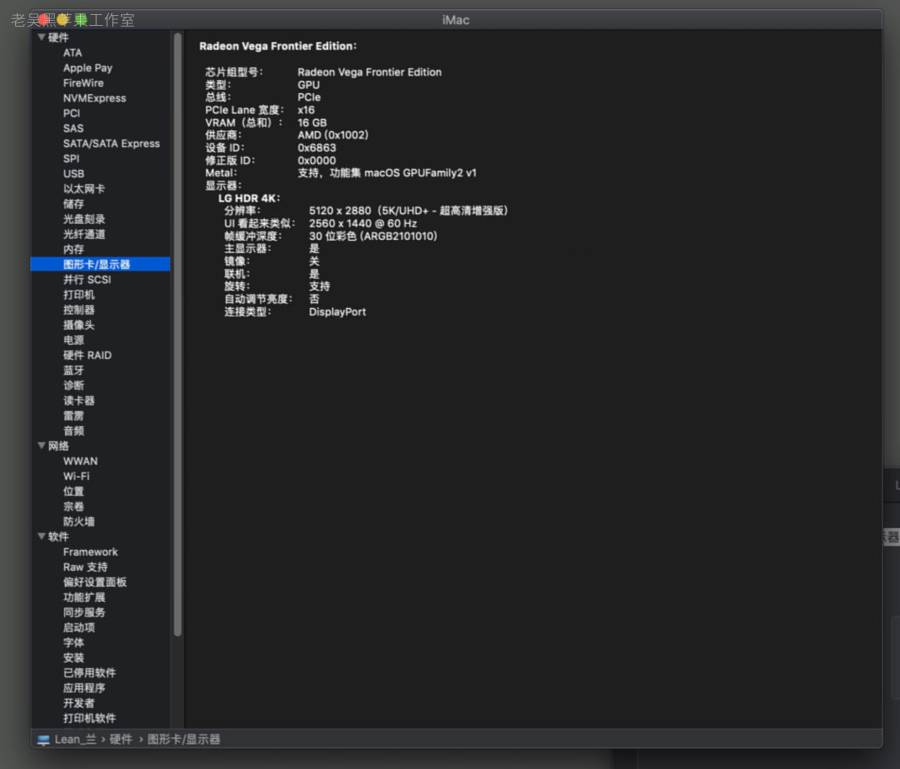 老吴黑苹果工作室
iMac
硬件
ATA
Apple Pay
FireWire
NVMExpress
PCI
SAS
SATA/SATA Express
SPI
USB
以太网卡
储存
光盘刻录
光纤通道
内存
图形卡/显示器
并行 SCSI
打印机
控制器
摄像头
电源
硬件 RAID
蓝牙
诊断
读卡器
雷雳
音频
网络
WWAN
Wi-Fi
位置
宗卷
防火墙
软件
Framework
Raw 支持
偏好设置面板
功能扩展
同步服务
启动项
字体
安装
已停用软件
应用程序
开发者
打印机软件
Radeon Vega Frontier Edition:
芯片组型号: Radeon Vega Frontier Edition
类型: GPU
总线: PCIe
PCIe Lane 宽度: x16
VRAM（总和）: 16 GB
供应商: AMD (0x1002)
设备 ID: 0x6863
修正版 ID: 0x0000
Metal: 支持，功能集 macOS GPUFamily2 v1
显示器:
LG HDR 4K:
分辨率: 5120 x 2880（5K/UHD+ - 超高清增强版）
UI 看起来类似: 2560 x 1440 @ 60 Hz
帧缓冲深度: 30 位彩色 (ARGB2101010)
主显示器: 是
镜像: 关
联机: 是
旋转: 支持
自动调节亮度: 否
连接类型: DisplayPort
示器
Lean_兰 › 硬件 › 图形卡/显示器